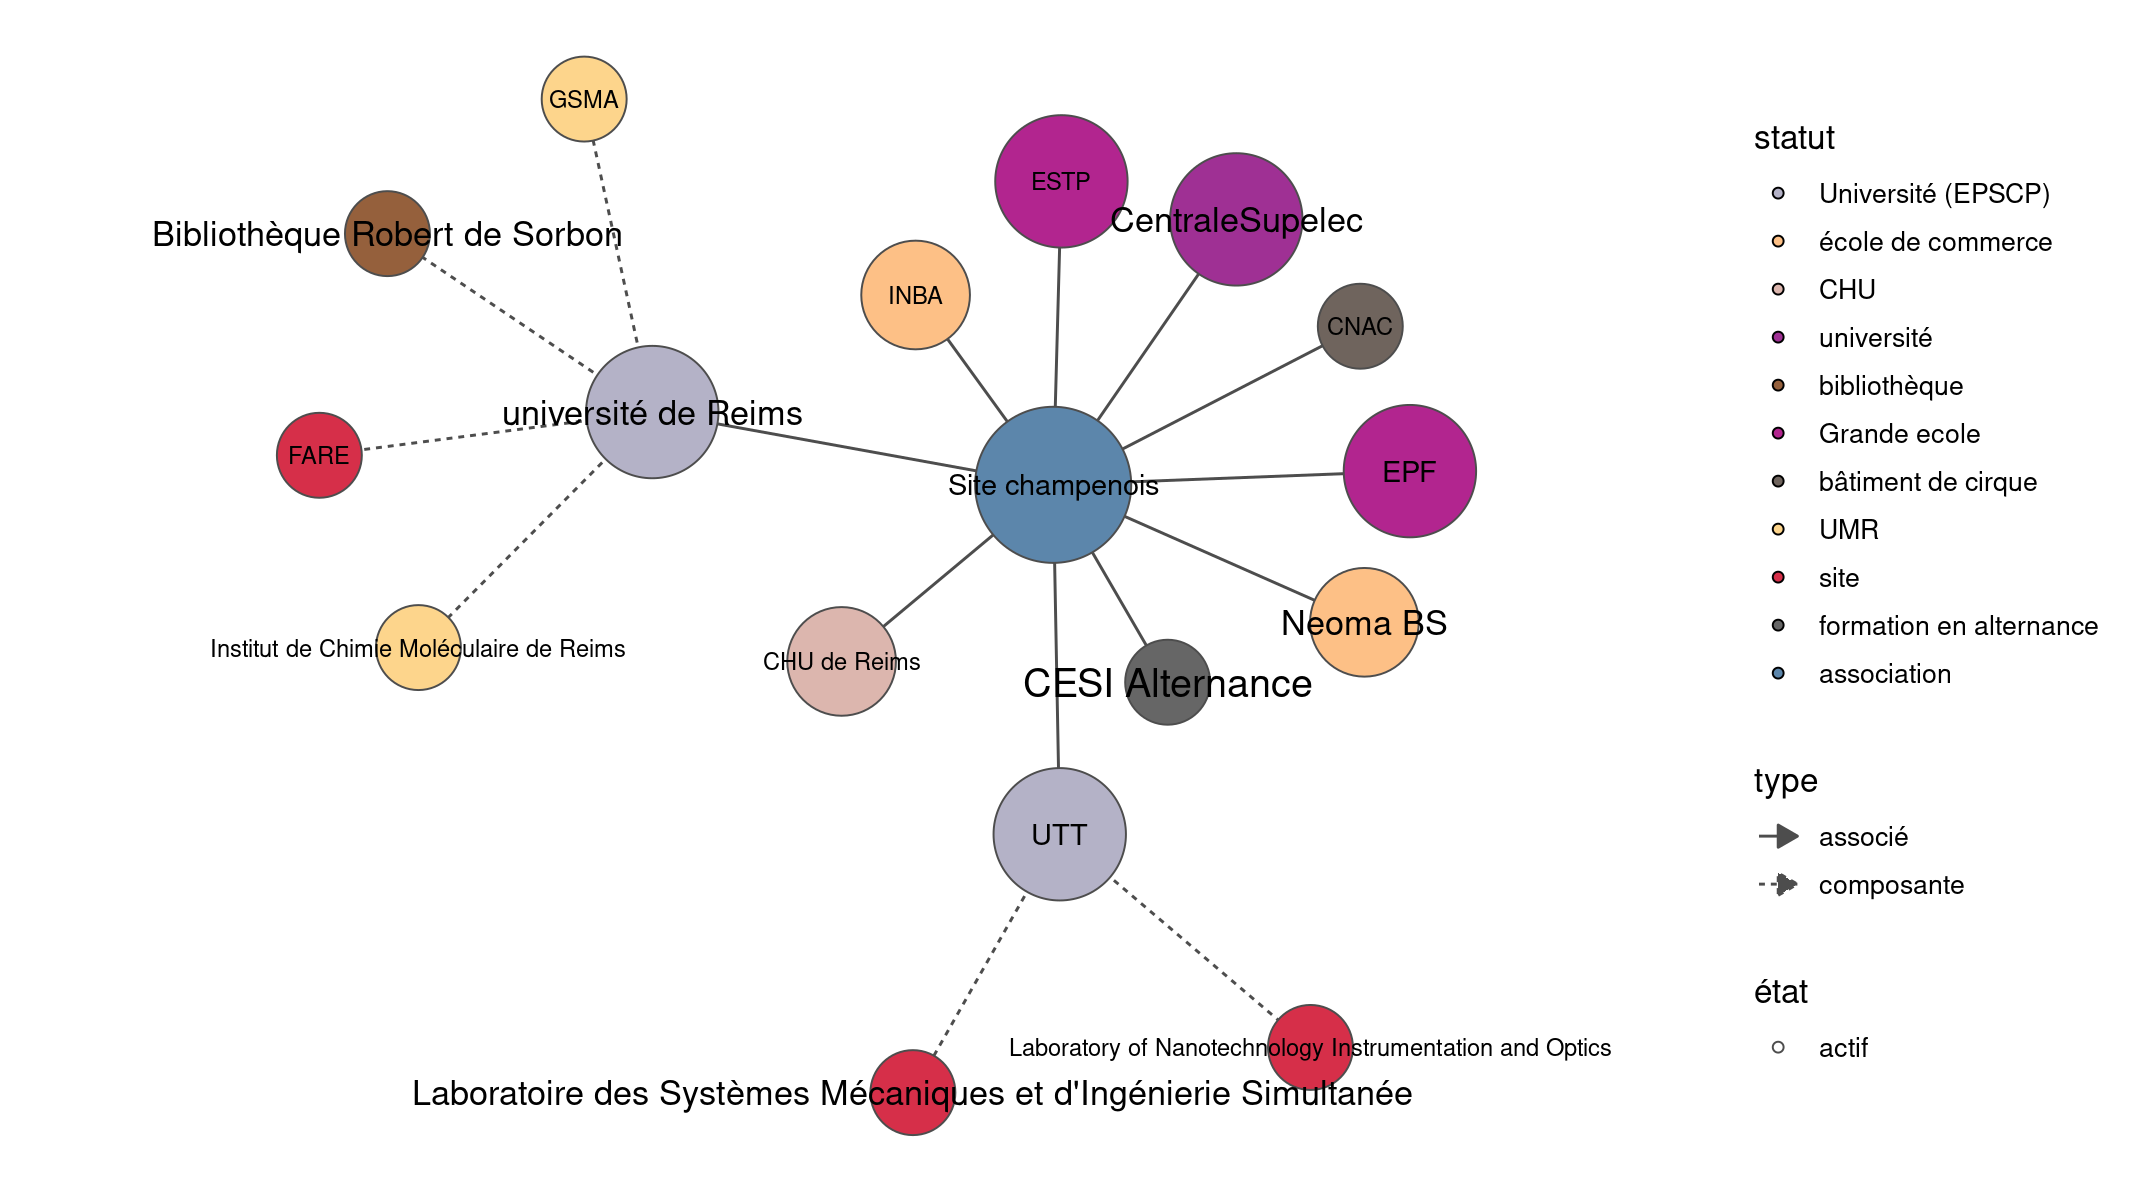 GSMA
Bibliothèque Robert de Sorbon
université de Reims
FARE
Institut de Chimie Moléculaire de Reims
ESTP
CentraleSupelec
INBA
CNAC
Site champenois
EPF
Neoma BS
CHU de Reims
CESI Alternance
UTT
Laboratory of Nanotechnology Instrumentation and Optics
Laboratoire des Systèmes Mécaniques et d'Ingénierie Simultanée
statut
Université (EPSCP)
école de commerce
CHU
université
bibliothèque
Grande ecole
bâtiment de cirque
UMR
site
formation en alternance
association
type
associé
composante
état
actif